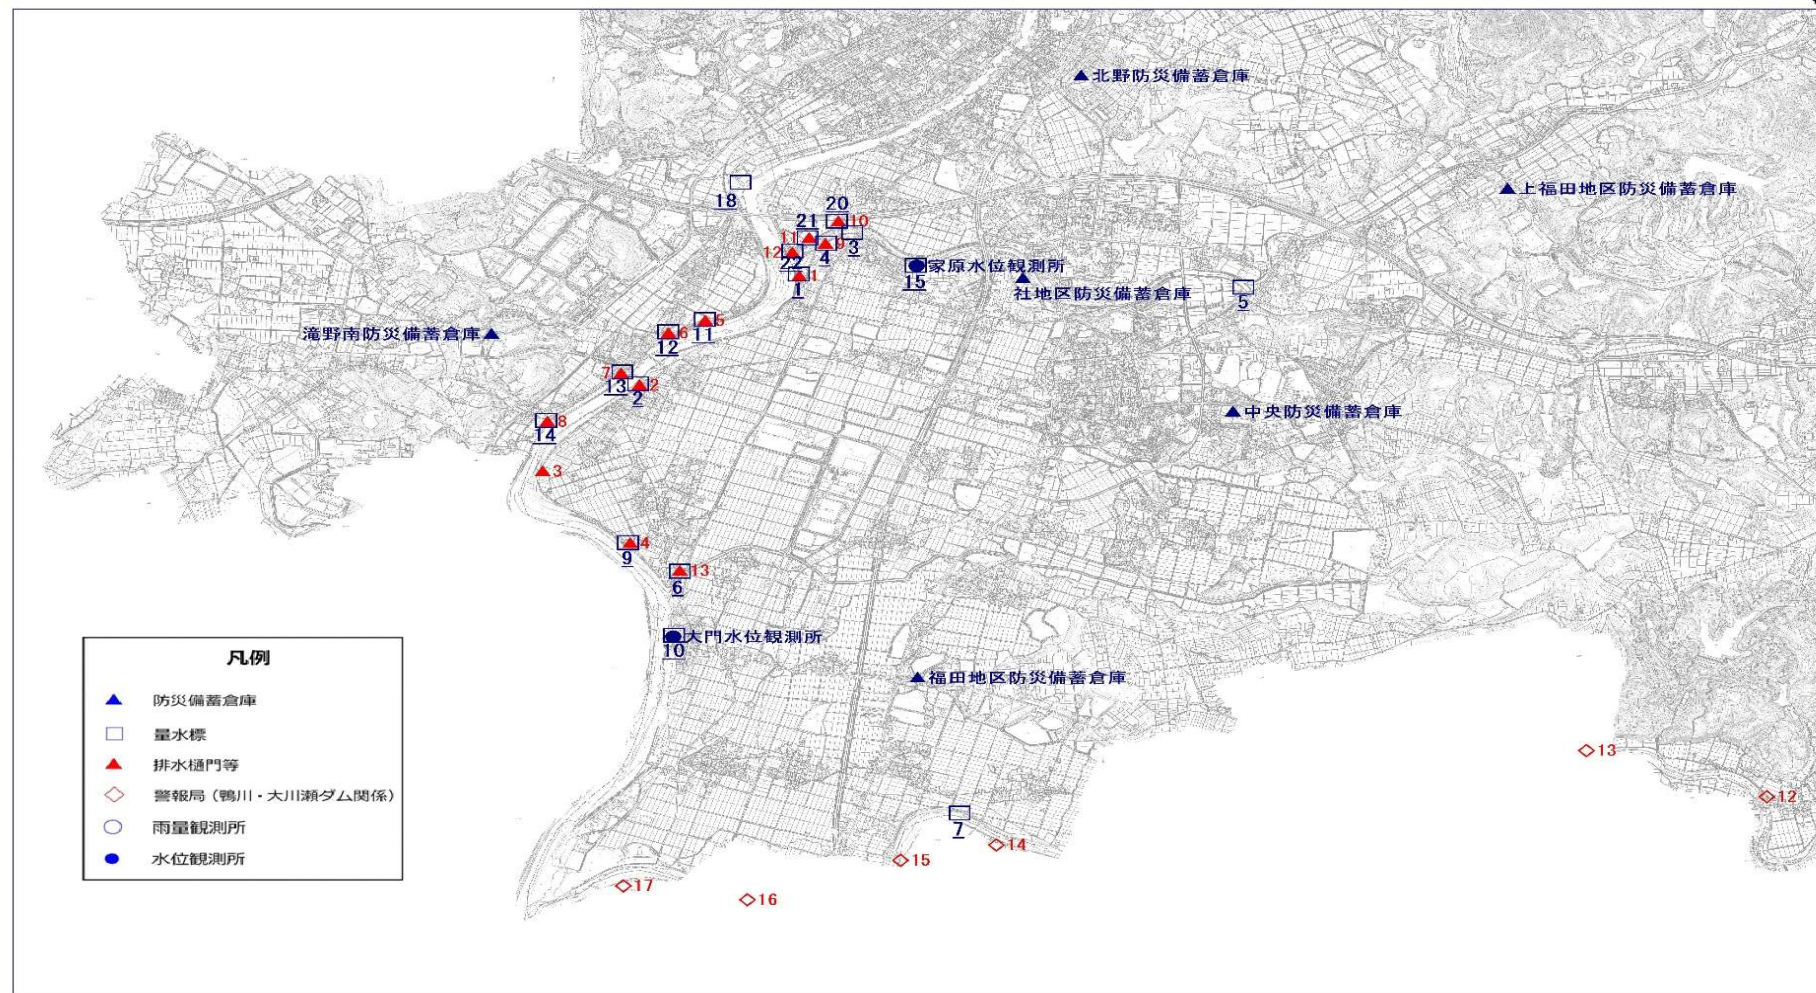 北野防災備蓄倉庫
上福田地区防災備蓄倉庫
18
20
10
21
11
3
9
4
12
22
1
1
家原水位観測所
15
社地区防災備蓄倉庫
5
滝野南防災備蓄倉庫
5
11
6
12
7
13
2
2
中央防災備蓄倉庫
8
14
3
4
9
13
6
大門水位観測所
10
福田地区防災備蓄倉庫
凡例
防災備蓄倉庫
量水標
排水樋門等
警報局（鴨川・大川瀬ダム関係）
雨量観測所
水位観測所
13
12
7
14
15
17
16